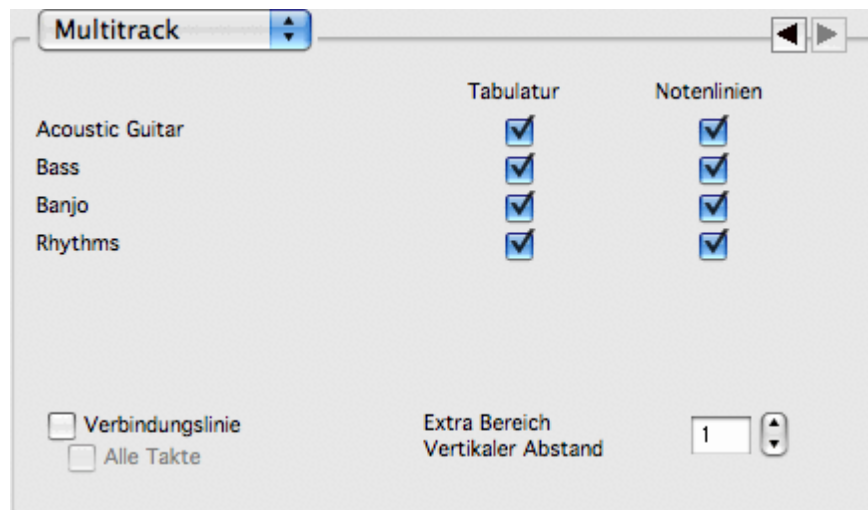 Multitrack
Tabulatur Notenlinien
Acoustic Guitar
Bass
Banjo
Rhythms
Verbindungslinie
Alle Takte
Extra Bereich
Vertikaler Abstand
1